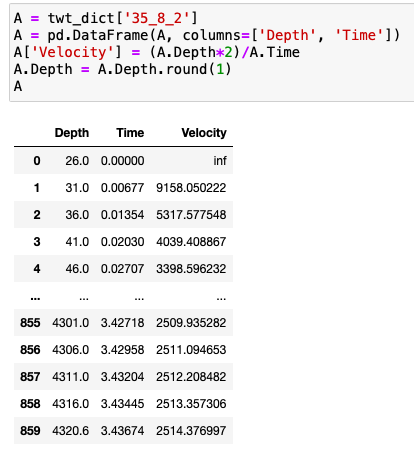 A = twt_dict['35_8_2']
A = pd.DataFrame(A, columns=['Depth', 'Time'])
A['Velocity'] = (A.Depth*2)/A.Time
A.Depth = A.Depth.round(1)
A
Depth Time Velocity
0 26.0 0.00000 inf
1 31.0 0.00677 9158.050222
2 36.0 0.01354 5317.577548
3 41.0 0.02030 4039.408867
4 46.0 0.02707 3398.596232
... ... ... ...
855 4301.0 3.42718 2509.935282
856 4306.0 3.42958 2511.094653
857 4311.0 3.43204 2512.208482
858 4316.0 3.43445 2513.357306
859 4320.6 3.43674 2514.376997